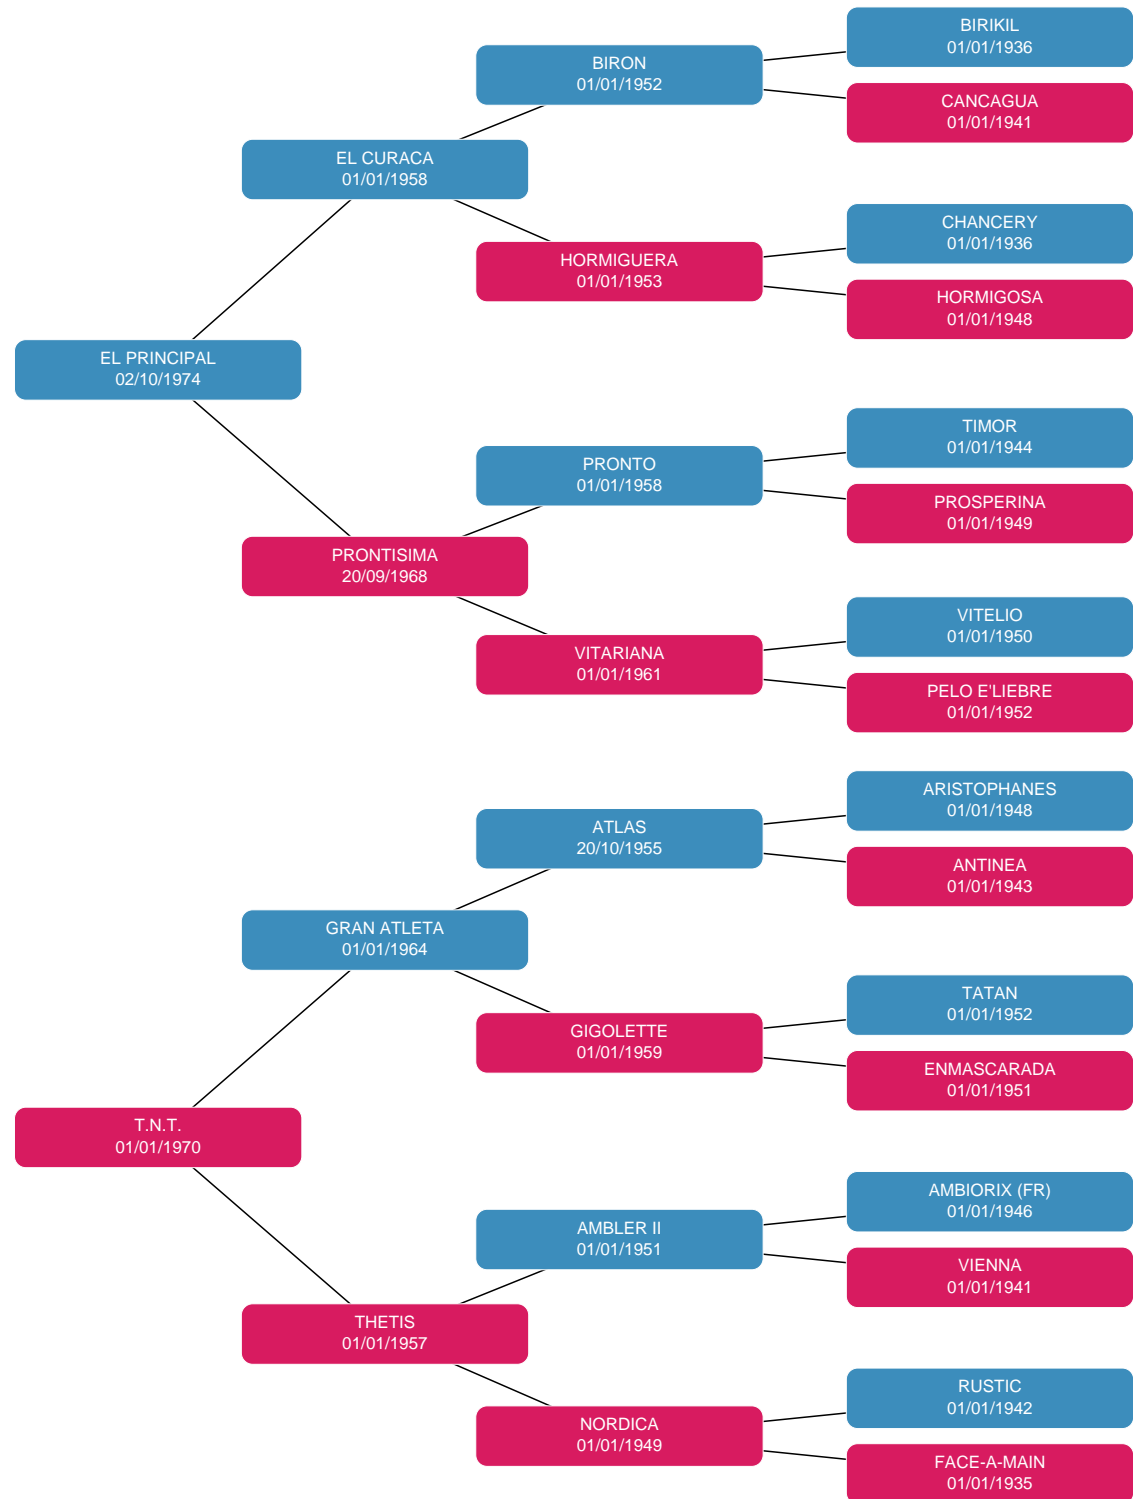 BIRIKIL
01/01/1936
BIRON
01/01/1952
CANCAGUA
01/01/1941
EL CURACA
01/01/1958
CHANCERY
01/01/1936
HORMIGUERA
01/01/1953
HORMIGOSA
01/01/1948
EL PRINCIPAL
02/10/1974
TIMOR
01/01/1944
PRONTO
01/01/1958
PROSPERINA
01/01/1949
PRONTISIMA
20/09/1968
VITELIO
01/01/1950
VITARIANA
01/01/1961
PELO E'LIEBRE
01/01/1952
ARISTOPHANES
01/01/1948
ATLAS
20/10/1955
ANTINEA
01/01/1943
GRAN ATLETA
01/01/1964
TATAN
01/01/1952
GIGOLETTE
01/01/1959
ENMASCARADA
01/01/1951
T.N.T.
01/01/1970
AMBIORIX (FR)
01/01/1946
AMBLER II
01/01/1951
VIENNA
01/01/1941
THETIS
01/01/1957
RUSTIC
01/01/1942
NORDICA
01/01/1949
FACE-A-MAIN
01/01/1935